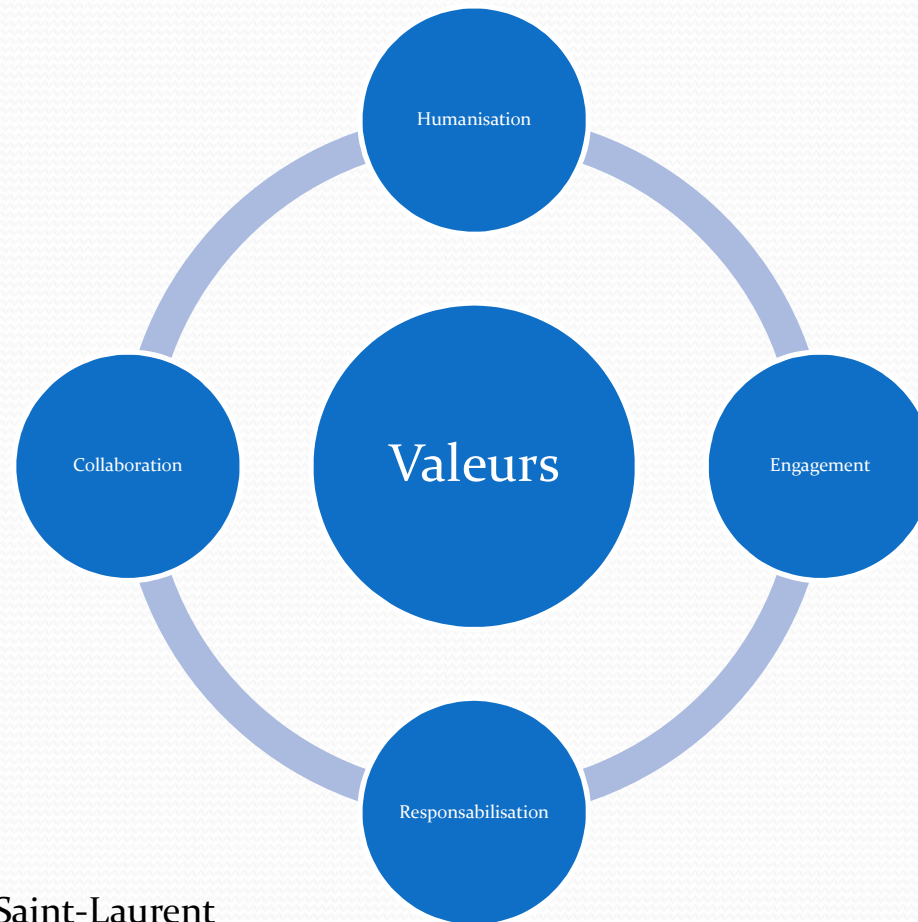 Humanisation
Collaboration
Valeurs
Engagement
Responsabilisation
Saint-Laurent